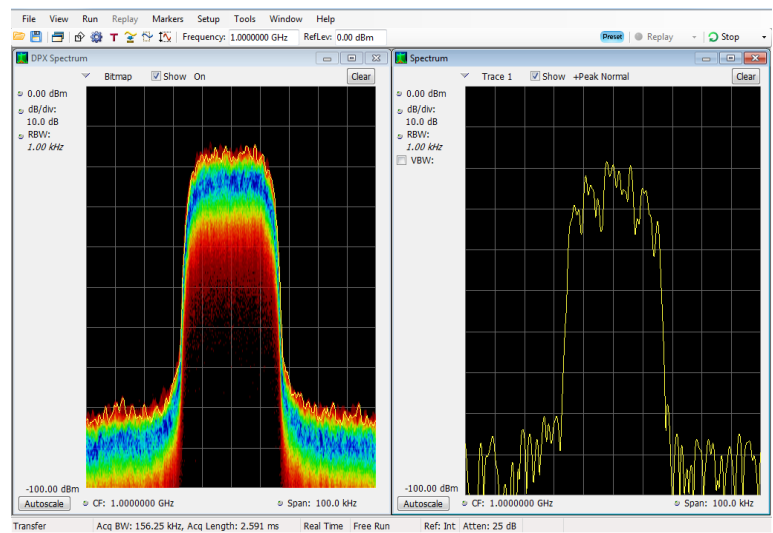 File View Run Replay Markers Setup Tools Window Help
T Frequency: 1.0000000 GHz RefLev: 0.00 dBm Preset Replay Stop
DPX Spectrum
Bitmap Show On Clear
0.00 dBm
dB/div:
10.0 dB
RBW:
1.00 kHz
-100.00 dBm
Autoscale CF: 1.0000000 GHz Span: 100.0 kHz
Spectrum
Trace 1 Show +Peak Normal Clear
0.00 dBm
dB/div:
10.0 dB
RBW:
1.00 kHz
VBW:
-100.00 dBm
Autoscale CF: 1.0000000 GHz Span: 100.0 kHz
Transfer Acq BW: 156.25 kHz, Acq Length: 2.591 ms Real Time Free Run Ref: Int Atten: 25 dB